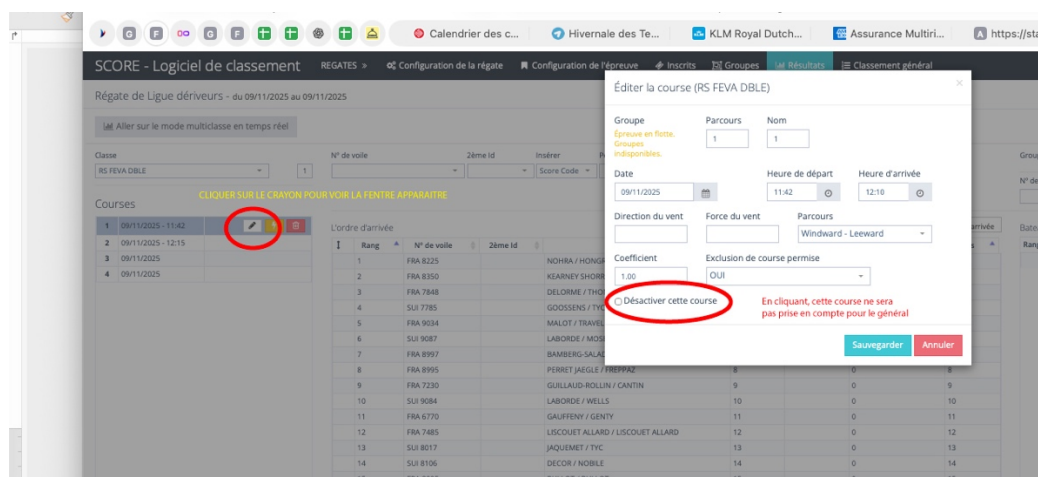 Calendrier des c...
Hivernale des Te...
KLM Royal Dutch...
Assurance Multiri...
https://sta
SCORE - Logiciel de classement
REGATES »
Configuration de la régate
Configuration de l'épreuve
Inscrits
Groupes
Résultats
Classement général
Régate de Ligue dériveurs - du 09/11/2025 au 09/11/2025
Aller sur le mode multiclasse en temps réel
Classe
N° de voile
2ème Id
Insérer
Group
RS FEVA DBLE
1
Score Code
N° de
CLIQUER SUR LE CRAYON POUR VOIR LA FENTRE APPARAITRE
Courses
1 09/11/2025 - 11:42
2 09/11/2025 - 12:15
3 09/11/2025
4 09/11/2025
L'ordre d'arrivée
arrivée
Batea
Rang N° de voile 2ème Id
Rang
1 FRA 8225 NOHRA / HONGR
2 FRA 8350 KEARNEY SHORR
3 FRA 7848 DELORME / THO
4 SUI 7785 GOOSSENS / TYC
5 FRA 9034 MALOT / TRAVEL
6 SUI 9087 LABORDE / MOS
7 FRA 8997 BAMBERG-SALAD
8 FRA 8995 PERRET JAEGLE / FREPPAZ 8 0 8
9 FRA 7230 GUILLAUD-ROLLIN / CANTIN 9 0 9
10 SUI 9084 LABORDE / WELLS 10 0 10
11 FRA 6770 GAUFFENY / GENTY 11 0 11
12 FRA 7485 LISCOUET ALLARD / LISCOUET ALLARD 12 0 12
13 SUI 8017 JAQUEMET / TYC 13 0 13
14 SUI 8106 DECOR / NOBILE 14 0 14
Éditer la course (RS FEVA DBLE)
×
Groupe
Parcours
Nom
Épreuve en flotte.
Groupes
indisponibles.
1
1
Date
Heure de départ
Heure d'arrivée
09/11/2025
11:42
12:10
Direction du vent
Force du vent
Parcours
Windward - Leeward
Coefficient
Exclusion de course permise
1.00
OUI
Désactiver cette course
En cliquant, cette course ne sera
pas prise en compte pour le général
Sauvegarder
Annuler